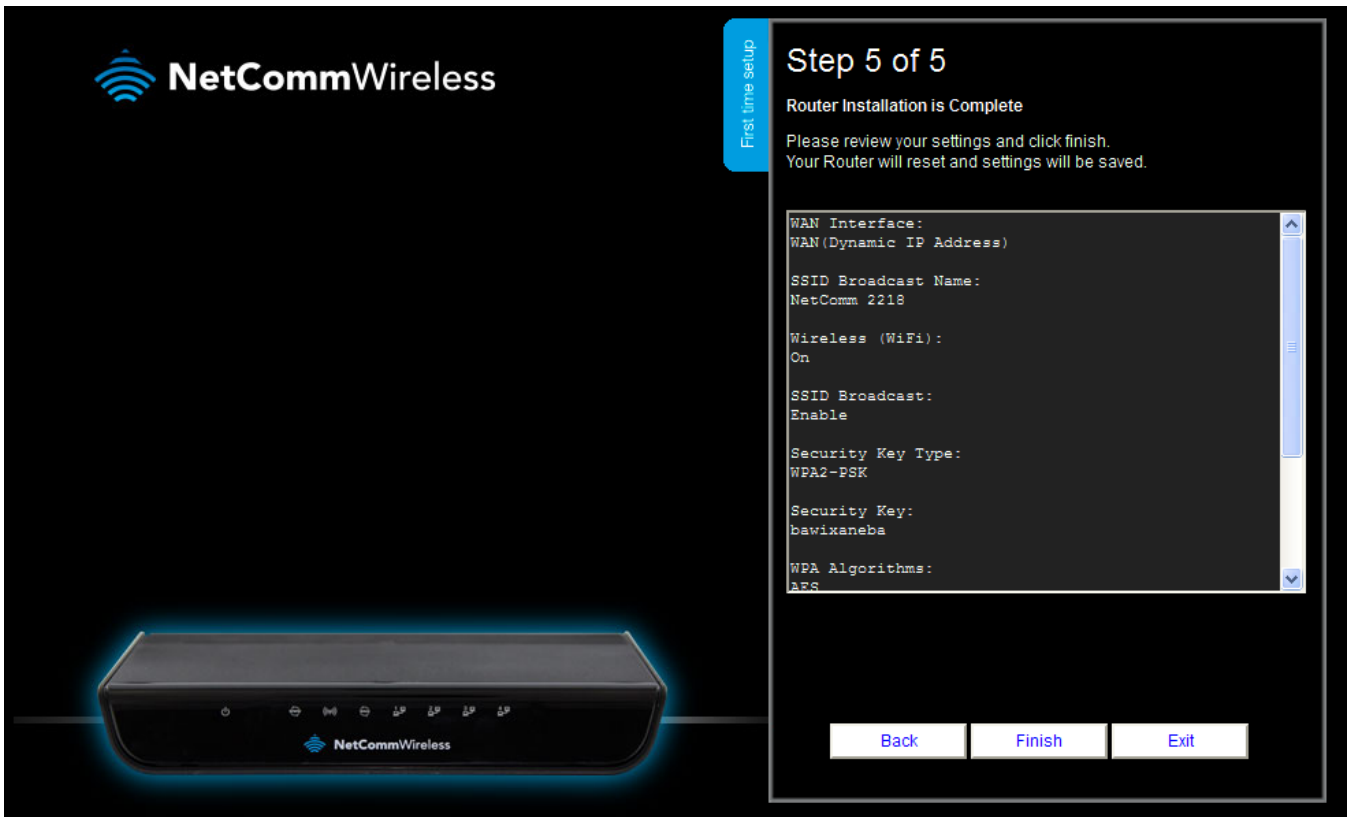 NetCommWireless
First time setup
Step 5 of 5
Router Installation is Complete
Please review your settings and click finish.
Your Router will reset and settings will be saved.
WAN Interface:
WAN(Dynamic IP Address)
SSID Broadcast Name:
NetComm 2218
Wireless (WiFi):
On
SSID Broadcast:
Enable
Security Key Type:
WPA2-PSK
Security Key:
bawixaneba
WPA Algorithms:
AES
NetCommWireless
Back
Finish
Exit